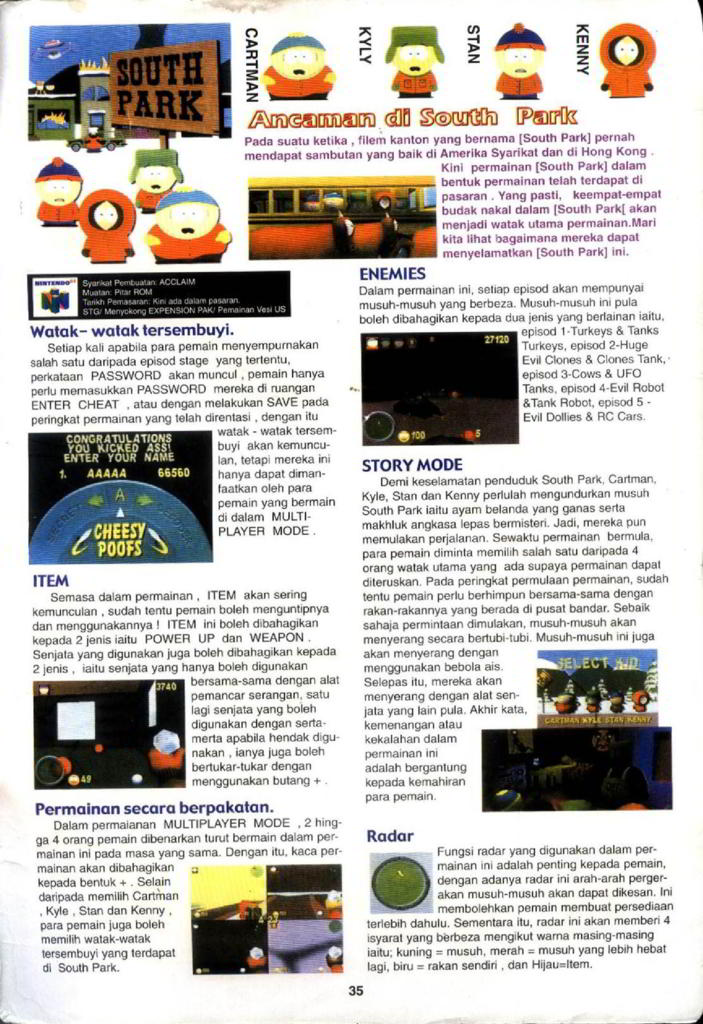 SOUTH
PARK
CARTMAN
KYLY
STAN
KENNY
Ancaman di South Park
Pada suatu ketika , filem kanton yang bernama [South Park] pernah
mendapat sambutan yang baik di Amerika Syarikat dan di Hong Kong .
Kini permainan [South Park] dalam
bentuk permainan telah terdapat di
pasaran . Yang pasti, keempat-empat
budak nakal dalam [South Park[ akan
menjadi watak utama permainan.Mari
kita lihat bagaimana mereka dapat
menyelamatkan [South Park] ini.
NINTENDO
Syarikat Pembuatan: ACCLAIM
Muatan: Pitar ROM
Tarikh Pemasaran: Kini ada dalam pasaran.
STG/ Menyokong EXPENSION PAK/ Pemainan Vesi US
Watak- watak tersembuyi.
Setiap kali apabila para pemain menyempurnakan
salah satu daripada episod stage yang tertentu,
perkataan PASSWORD akan muncul , pemain hanya
perlu memasukkan PASSWORD mereka di ruangan
ENTER CHEAT , atau dengan melakukan SAVE pada
peringkat permainan yang telah direntasi , dengan itu
watak - watak tersem-
buyi akan kemuncu-
lan, tetapi mereka ini
hanya dapat diman-
faatkan oleh para
pemain yang bermain
di dalam MULTI-
PLAYER MODE .
CONGRATULATIONS
YOU KICKED ASS!
ENTER YOUR NAME
1. AAAAA 66560
A
CHEESY
POOFS
ITEM
Semasa dalam permainan , ITEM akan sering
kemunculan , sudah tentu pemain boleh menguntipnya
dan menggunakannya ! ITEM ini boleh dibahagikan
kepada 2 jenis iaitu POWER UP dan WEAPON .
Senjata yang digunakan juga boleh dibahagikan kepada
2 jenis , iaitu senjata yang hanya boleh digunakan
bersama-sama dengan alat
pemancar serangan, satu
lagi senjata yang boleh
digunakan dengan serta-
merta apabila hendak digu-
nakan , ianya juga boleh
bertukar-tukar dengan
menggunakan butang + .
3740
49
Permainan secara berpakatan.
Dalam permaianan MULTIPLAYER MODE , 2 hing-
ga 4 orang pemain dibenarkan turut bermain dalam per-
mainan ini pada masa yang sama. Dengan itu, kaca per-
mainan akan dibahagikan
kepada bentuk + . Selain
daripada memilih Cartman
, Kyle , Stan dan Kenny ,
para pemain juga boleh
memilih watak-watak
tersembuyi yang terdapat
di South Park.
ENEMIES
Dalam permainan ini, setiap episod akan mempunyai
musuh-musuh yang berbeza. Musuh-musuh ini pula
boleh dibahagikan kepada dua jenis yang berlainan iaitu,
episod 1-Turkeys & Tanks
Turkeys, episod 2-Huge
Evil Clones & Clones Tank,
episod 3-Cows & UFO
Tanks, episod 4-Evil Robot
&Tank Robot, episod 5 -
Evil Dollies & RC Cars.
27120
100
5
STORY MODE
Demi keselamatan penduduk South Park, Cartman,
Kyle, Stan dan Kenny perlulah mengundurkan musuh
South Park iaitu ayam belanda yang ganas serta
makhluk angkasa lepas bermisteri. Jadi, mereka pun
memulakan perjalanan. Sewaktu permainan bermula,
para pemain diminta memilih salah satu daripada 4
orang watak utama yang ada supaya permainan dapat
diteruskan. Pada peringkat permulaan permainan, sudah
tentu pemain perlu berhimpun bersama-sama dengan
rakan-rakannya yang berada di pusat bandar. Sebaik
sahaja permintaan dimulakan, musuh-musuh akan
menyerang secara bertubi-tubi. Musuh-musuh ini juga
akan menyerang dengan
menggunakan bebola ais.
Selepas itu, mereka akan
menyerang dengan alat sen-
jata yang lain pula. Akhir kata,
kemenangan atau
kekalahan dalam
permainan ini
adalah bergantung
kepada kemahiran
para pemain.
SELECT KID
CARTMAN KYLE STAN KENNY
Radar
Fungsi radar yang digunakan dalam per-
mainan ini adalah penting kepada pemain,
dengan adanya radar ini arah-arah perger-
akan musuh-musuh akan dapat dikesan. Ini
membolehkan pemain membuat persediaan
terlebih dahulu. Sementara itu, radar ini akan memberi 4
isyarat yang berbeza mengikut warna masing-masing
iaitu; kuning = musuh, merah = musuh yang lebih hebat
lagi, biru = rakan sendiri , dan Hijau=Item.
35